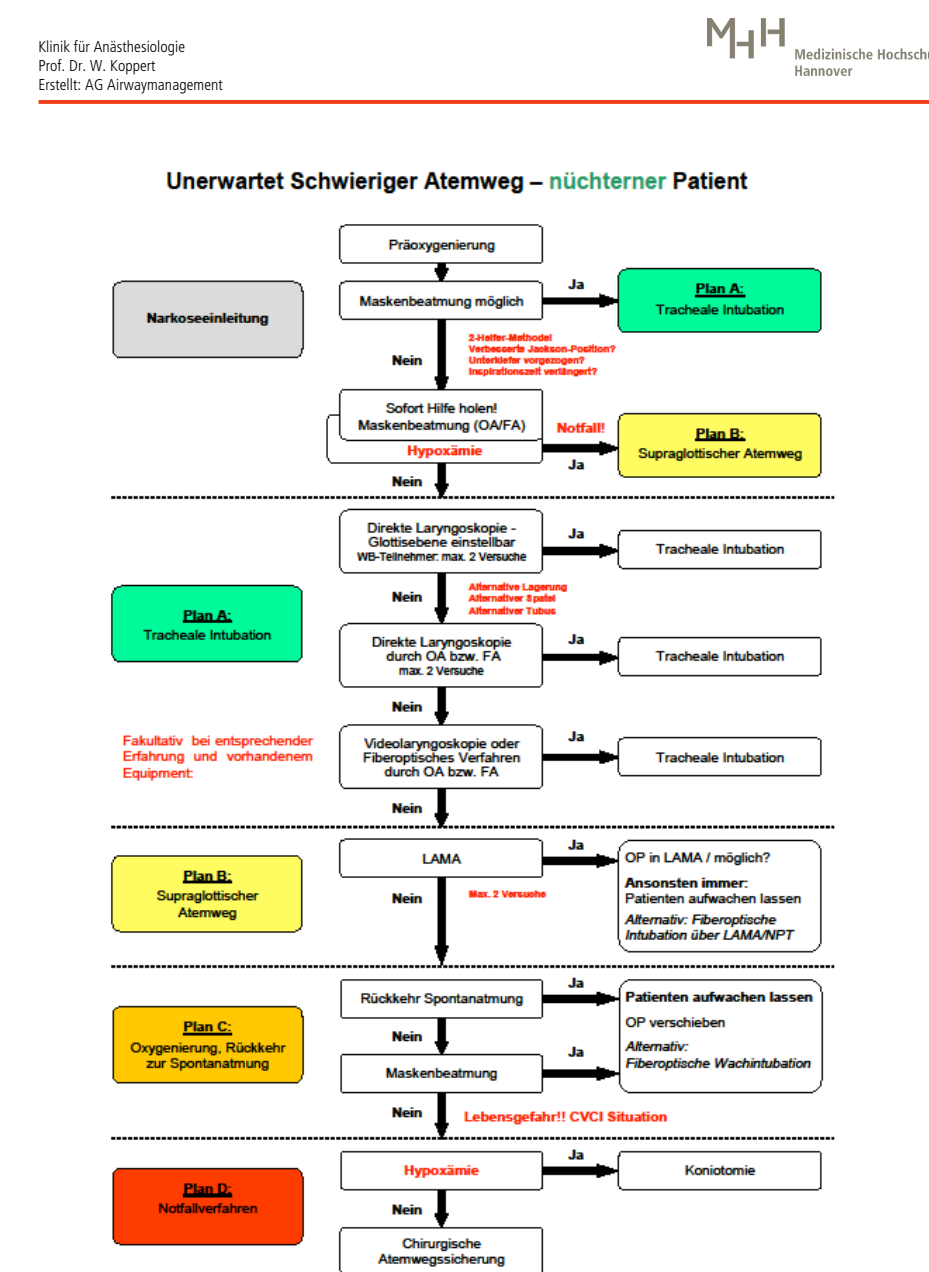 Klinik für Anästhesiologie
Prof. Dr. W. Koppert
Erstellt: AG Airwaymanagement
MHH
Medizinische Hochschu
Hannover
Unerwartet Schwieriger Atemweg – nüchterner Patient
Präoxygenierung
Narkoseeinleitung
Maskenbeatmung möglich
Ja
Plan A:
Tracheale Intubation
Nein
2-Helfer-Methode!
Verbesserte Jackson-Position?
Unterkiefer vorgezogen?
Inspirationszeit verlängert?
Sofort Hilfe holen!
Maskenbeatmung (OA/FA)
Hypoxämie
Notfall!
Ja
Plan B:
Supraglottischer Atemweg
Nein
Direkte Laryngoskopie -
Glottisebene einstellbar
WB-Teilnehmer: max. 2 Versuche
Ja
Tracheale Intubation
Nein
Alternative Lagerung
Alternativer Spatel
Alternativer Tubus
Plan A:
Tracheale Intubation
Direkte Laryngoskopie
durch OA bzw. FA
max. 2 Versuche
Ja
Tracheale Intubation
Nein
Fakultativ bei entsprechender
Erfahrung und vorhandenem
Equipment:
Videolaryngoskopie oder
Fiberoptisches Verfahren
durch OA bzw. FA
Ja
Tracheale Intubation
Nein
Plan B:
Supraglottischer
Atemweg
LAMA
Ja
OP in LAMA / möglich?
Ansonsten immer:
Patienten aufwachen lassen
Alternativ: Fiberoptische
Intubation über LAMA/NPT
Nein
Max. 2 Versuche
Plan C:
Oxygenierung, Rückkehr
zur Spontanatmung
Rückkehr Spontanatmung
Ja
Patienten aufwachen lassen
OP verschieben
Alternativ:
Fiberoptische Wachintubation
Nein
Maskenbeatmung
Ja
Nein
Lebensgefahr!! CVCI Situation
Plan D:
Notfallverfahren
Hypoxämie
Ja
Koniotomie
Nein
Chirurgische
Atemwegssicherung